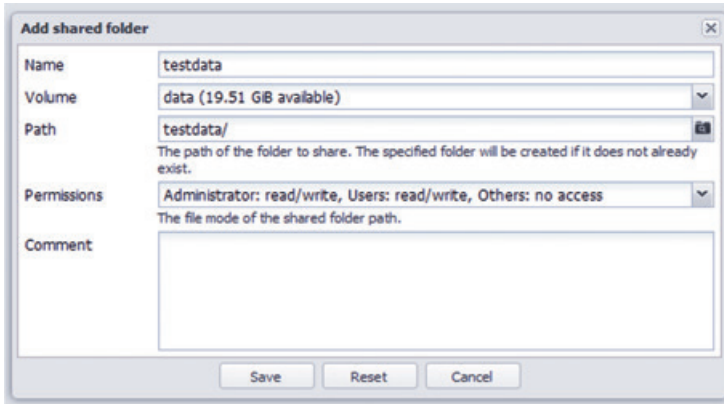 Add shared folder
Name testdata
Volume data (19.51 GiB available)
Path testdata/
The path of the folder to share. The specified folder will be created if it does not already
exist.
Permissions Administrator: read/write, Users: read/write, Others: no access
The file mode of the shared folder path.
Comment
Save Reset Cancel